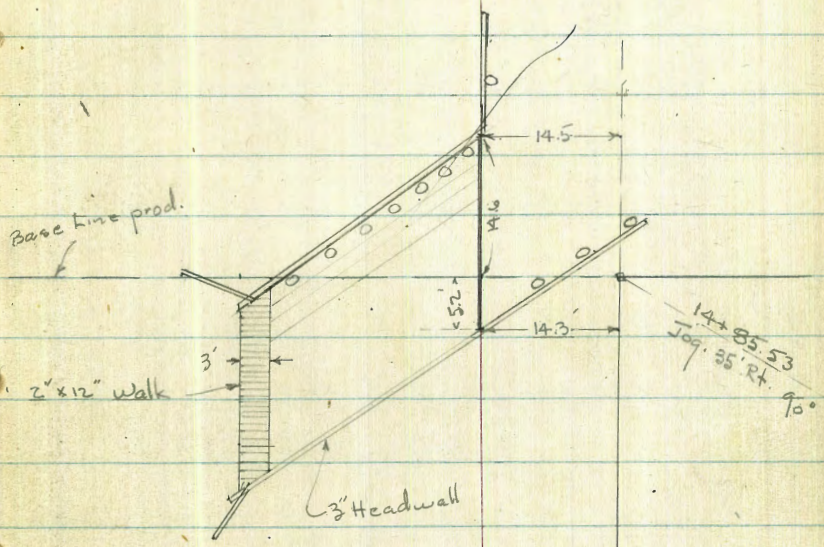 14.5
Base Line prod.
14.6
5.2'
14.3'
14+85.53
Jog. 35' Rt.
90°
3'
2"x12" Walk
3" Headwall